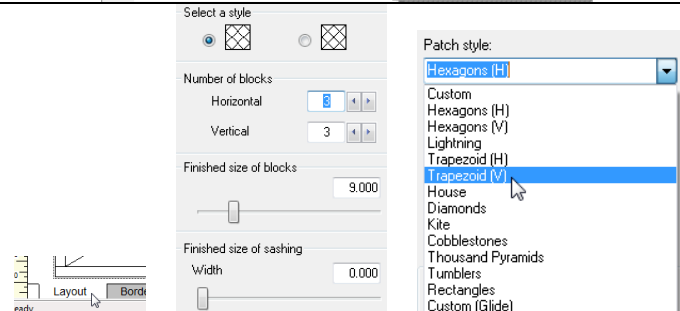 Select a style
Number of blocks
Horizontal 3
Vertical 3
Finished size of blocks
9.000
Finished size of sashing
Width 0.000
Layout
Patch style:
Hexagons (H)
Custom
Hexagons (H)
Hexagons (V)
Lightning
Trapezoid (H)
Trapezoid (V)
House
Diamonds
Kite
Cobblestones
Thousand Pyramids
Tumblers
Rectangles
Custom (Glide)